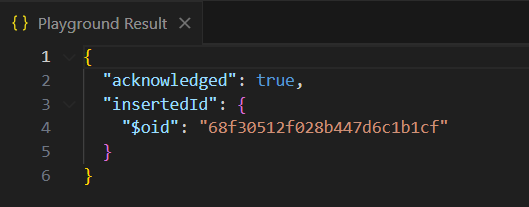 {} Playground Result ×
1 {
2 "acknowledged": true,
3 "insertedId": {
4 "$oid": "68f30512f028b447d6c1b1cf"
5 }
6 }